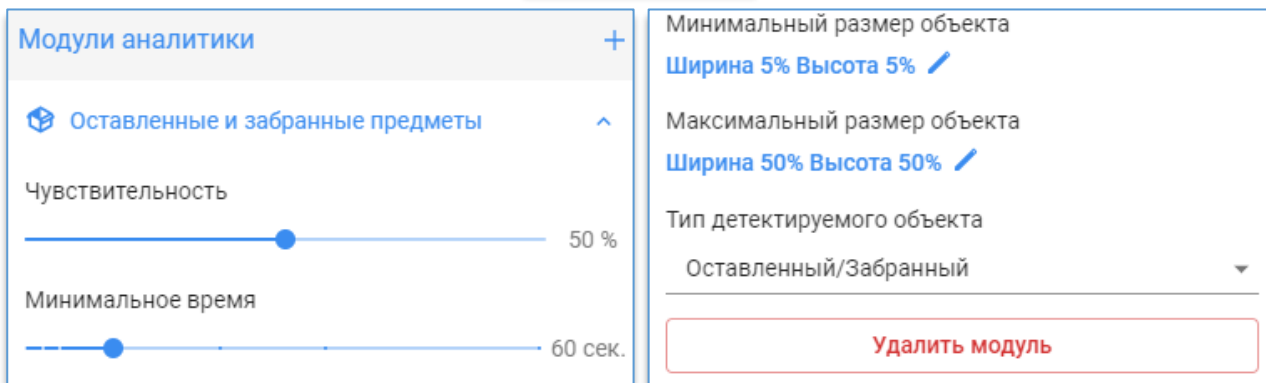 Модули аналитики
Оставленные и забранные предметы
Чувствительность
50 %
Минимальное время
60 сек.
Минимальный размер объекта
Ширина 5% Высота 5%
Максимальный размер объекта
Ширина 50% Высота 50%
Тип детектируемого объекта
Оставленный/Забранный
Удалить модуль